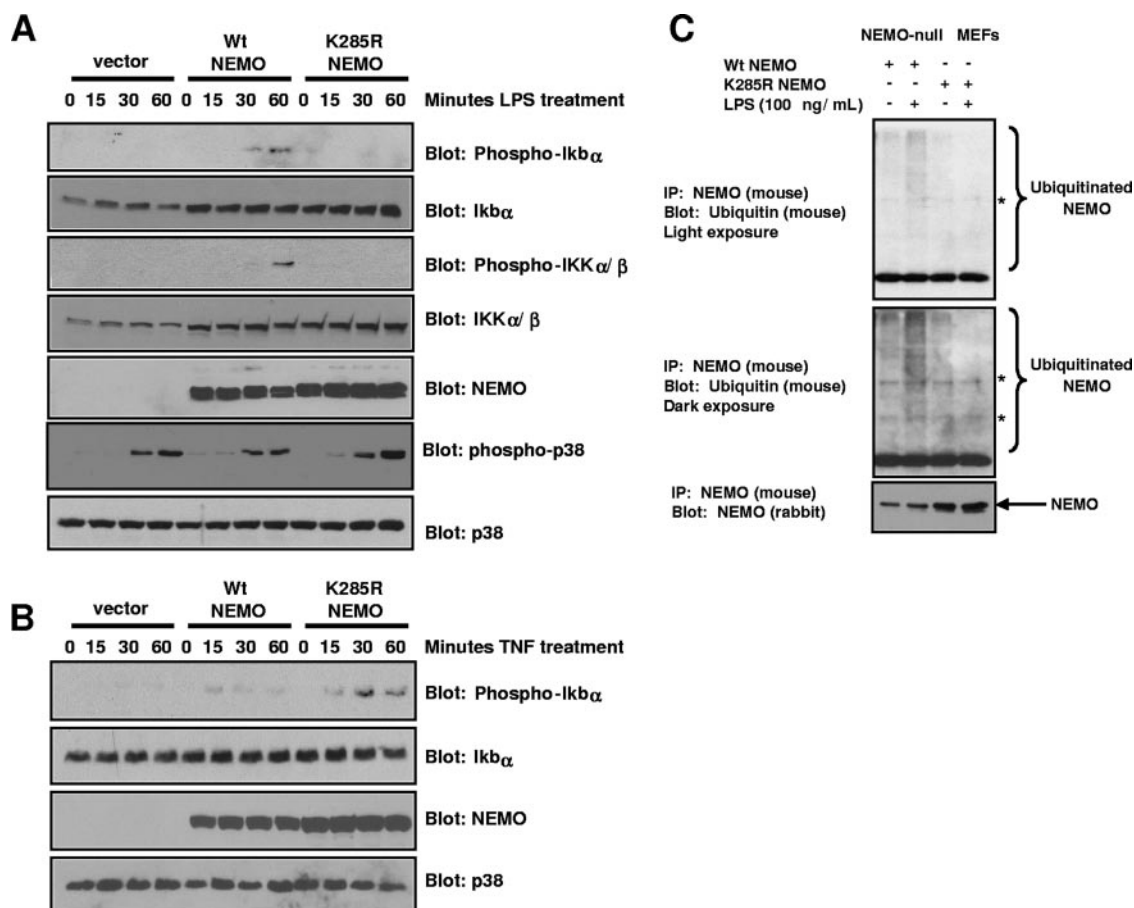 A
vector
Wt
NEMO
K285R
NEMO
0 15 30 60 0 15 30 60 0 15 30 60 Minutes LPS treatment
Blot: Phospho-Ikbα
Blot: Ikbα
Blot: Phospho-IKKα/β
Blot: IKKα/β
Blot: NEMO
Blot: phospho-p38
Blot: p38
B
vector
Wt
NEMO
K285R
NEMO
0 15 30 60 0 15 30 60 0 15 30 60 Minutes TNF treatment
Blot: Phospho-Ikbα
Blot: Ikbα
Blot: NEMO
Blot: p38
C
NEMO-null MEFs
Wt NEMO + + - -
K285R NEMO - - + +
LPS (100 ng/mL) - + - +
IP: NEMO (mouse)
Blot: Ubiquitin (mouse)
Light exposure
*
Ubiquitinated
NEMO
IP: NEMO (mouse)
Blot: Ubiquitin (mouse)
Dark exposure
*
*
Ubiquitinated
NEMO
IP: NEMO (mouse)
Blot: NEMO (rabbit)
NEMO